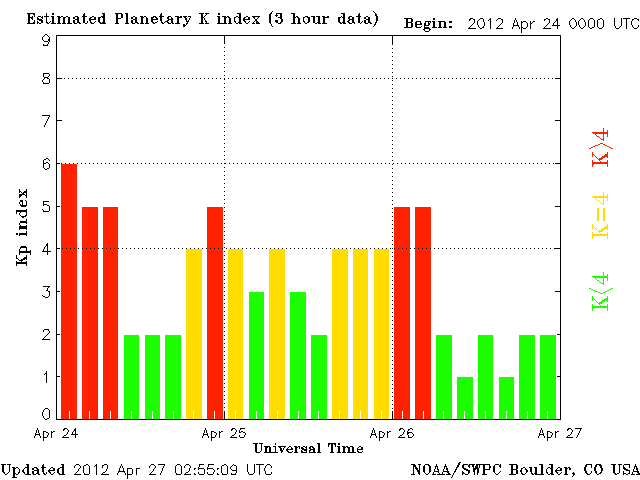 Estimated Planetary K index (3 hour data) Begin: 2012 Apr 24 0000 UTC
9
8
7
6
5
4
3
2
1
0
Kp index
K>4
K=4
K<4
Apr 24 Apr 25 Apr 26 Apr 27
Universal Time
Updated 2012 Apr 27 02:55:09 UTC NOAA/SWPC Boulder, CO USA